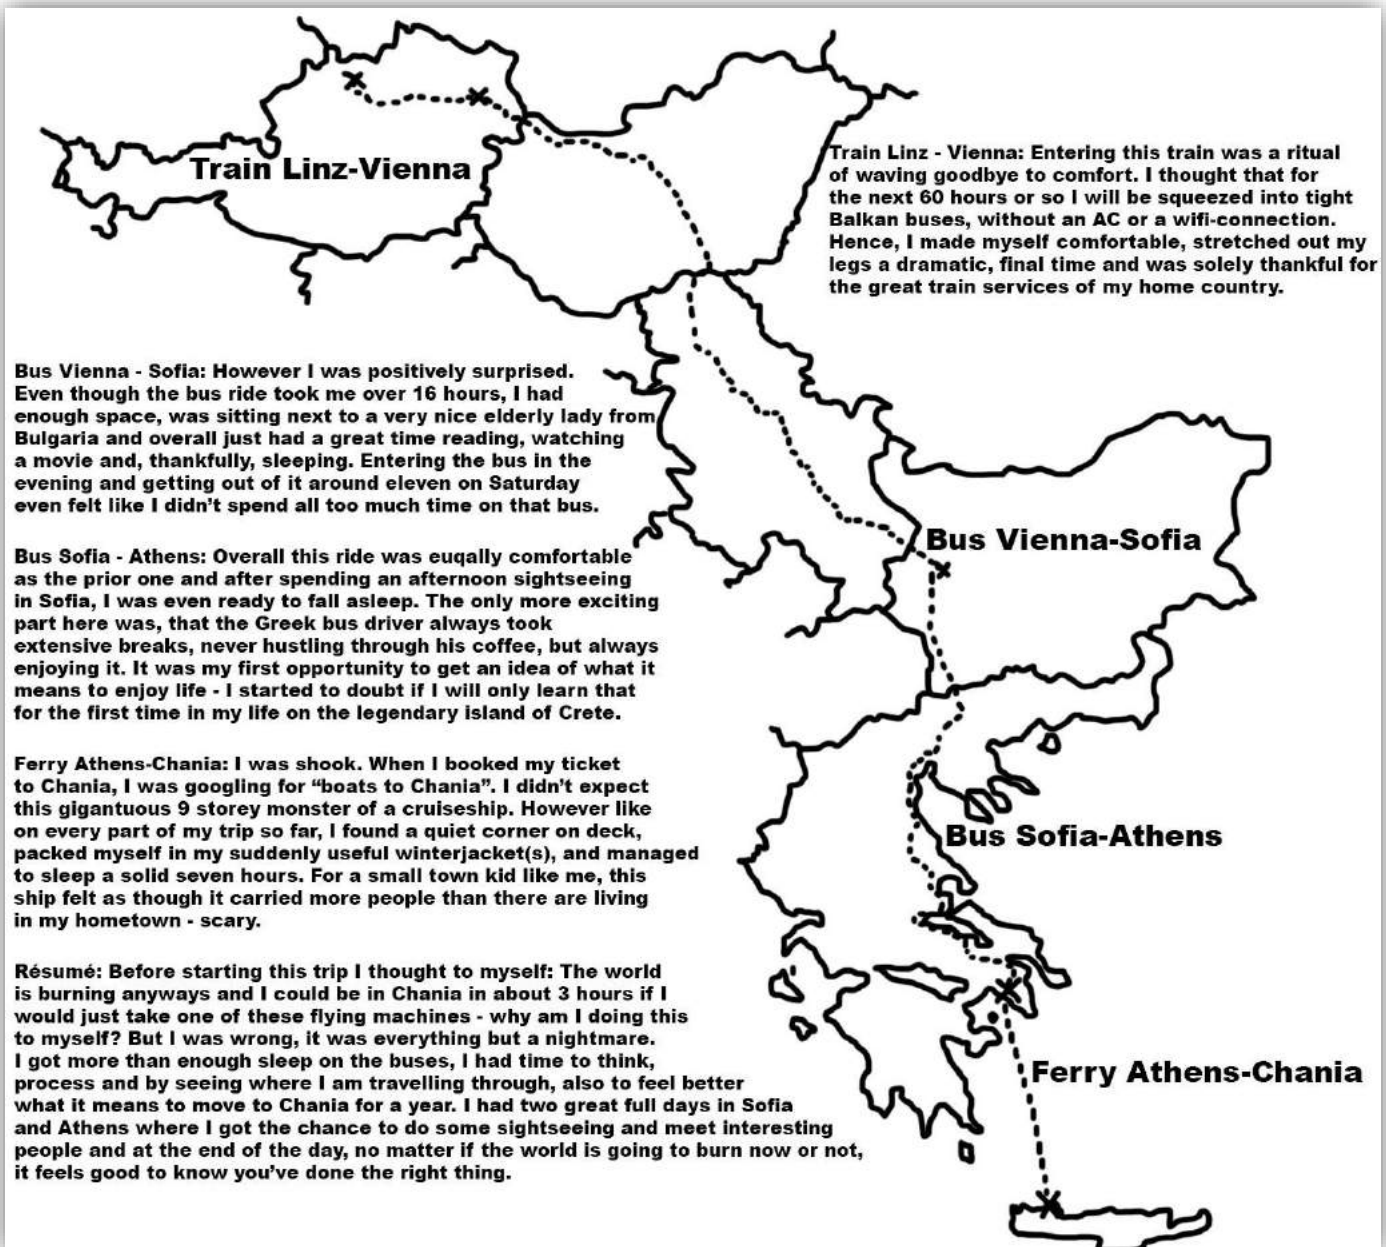 Train Linz-Vienna
Train Linz - Vienna: Entering this train was a ritual
of waving goodbye to comfort. I thought that for
the next 60 hours or so I will be squeezed into tight
Balkan buses, without an AC or a wifi-connection.
Hence, I made myself comfortable, stretched out my
legs a dramatic, final time and was solely thankful for
the great train services of my home country.
Bus Vienna - Sofia: However I was positively surprised.
Even though the bus ride took me over 16 hours, I had
enough space, was sitting next to a very nice elderly lady from
Bulgaria and overall just had a great time reading, watching
a movie and, thankfully, sleeping. Entering the bus in the
evening and getting out of it around eleven on Saturday
even felt like I didn't spend all too much time on that bus.
Bus Vienna-Sofia
Bus Sofia - Athens: Overall this ride was euqally comfortable
as the prior one and after spending an afternoon sightseeing
in Sofia, I was even ready to fall asleep. The only more exciting
part here was, that the Greek bus driver always took
extensive breaks, never hustling through his coffee, but always
enjoying it. It was my first opportunity to get an idea of what it
means to enjoy life - I started to doubt if I will only learn that
for the first time in my life on the legendary island of Crete.
Bus Sofia-Athens
Ferry Athens-Chania: I was shook. When I booked my ticket
to Chania, I was googling for “boats to Chania”. I didn't expect
this gigantuous 9 storey monster of a cruiseship. However like
on every part of my trip so far, I found a quiet corner on deck,
packed myself in my suddenly useful winterjacket(s), and managed
to sleep a solid seven hours. For a small town kid like me, this
ship felt as though it carried more people than there are living
in my hometown - scary.
Ferry Athens-Chania
Résumé: Before starting this trip I thought to myself: The world
is burning anyways and I could be in Chania in about 3 hours if I
would just take one of these flying machines - why am I doing this
to myself? But I was wrong, it was everything but a nightmare.
I got more than enough sleep on the buses, I had time to think,
process and by seeing where I am travelling through, also to feel better
what it means to move to Chania for a year. I had two great full days in Sofia
and Athens where I got the chance to do some sightseeing and meet interesting
people and at the end of the day, no matter if the world is going to burn now or not,
it feels good to know you've done the right thing.